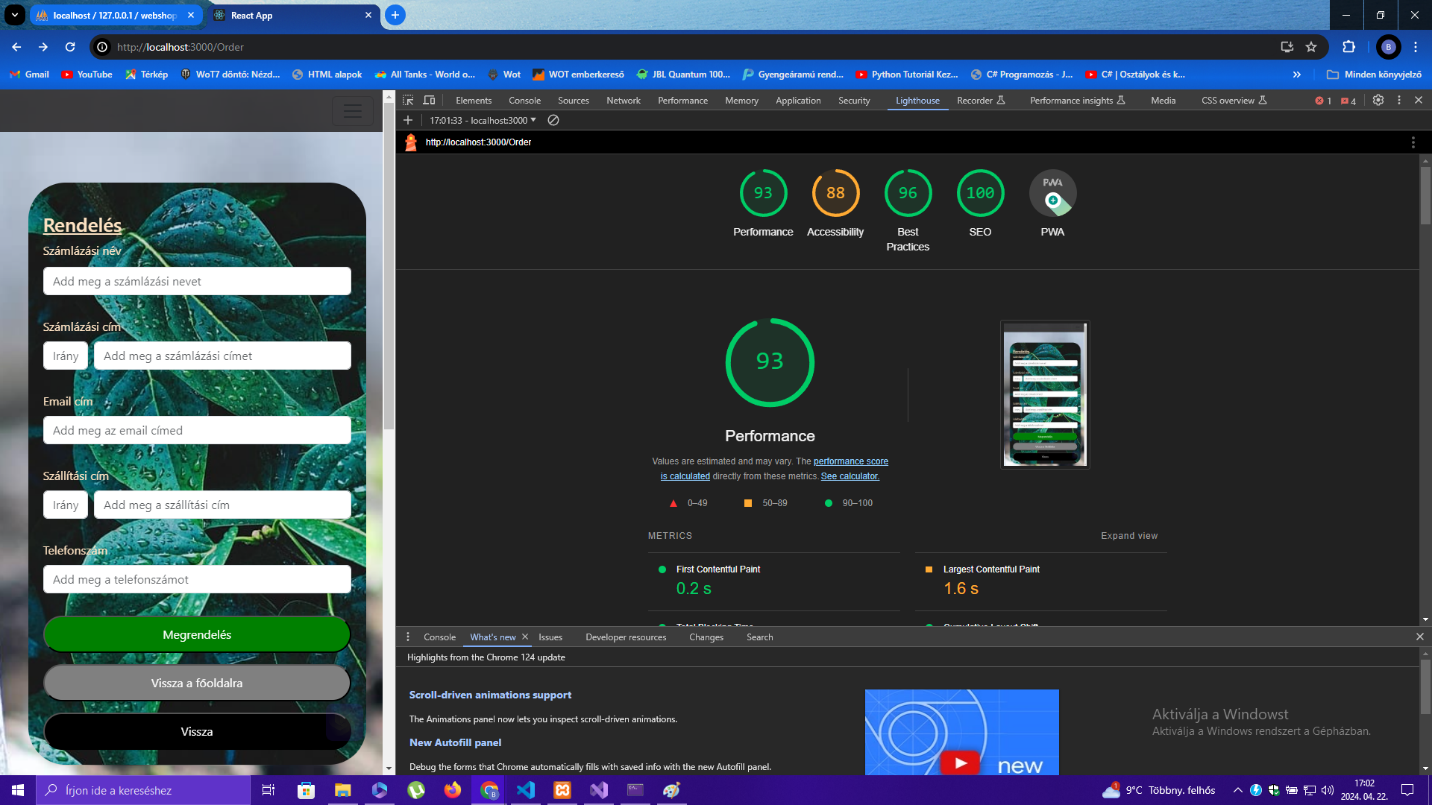 localhost / 127.0.0.1 / webshop
React App
http://localhost:3000/Order
Gmail
YouTube
Térkép
WoT7 döntő: Nézd...
HTML alapok
All Tanks - World o...
Wot
WOT emberkereső
JBL Quantum 100...
Gyengeáramú rend...
Python Tutoriál Kez...
C# Programozás - J...
C# | Osztályok és k...
»
Minden könyvjelző
Elements
Console
Sources
Network
Performance
Memory
Application
Security
Lighthouse
Recorder
Performance insights
Media
CSS overview
1
4
17:01:33 - localhost:3000
http://localhost:3000/Order
93
88
96
100
PWA
Performance
Accessibility
Best
Practices
SEO
PWA
Rendelés
Számlázási név
Add meg a számlázási nevet
Számlázási cím
Irány
Add meg a számlázási címet
Email cím
Add meg az email címed
Szállítási cím
Irány
Add meg a szállítási cím
Telefonszám
Add meg a telefonszámot
Megrendelés
Vissza a főoldalra
Vissza
93
Performance
Values are estimated and may vary. The performance score
is calculated directly from these metrics. See calculator.
0–49
50–89
90–100
METRICS
Expand view
First Contentful Paint
0.2 s
Largest Contentful Paint
1.6 s
Total Blocking Time
Cumulative Layout Shift
Console
What's new
Issues
Developer resources
Changes
Search
Highlights from the Chrome 124 update
Scroll-driven animations support
The Animations panel now lets you inspect scroll-driven animations.
New Autofill panel
Debug the forms that Chrome automatically fills with saved info with the new Autofill panel.
new
Aktiválja a Windowst
Aktiválja a Windows rendszert a Gépházban.
Írjon ide a kereséshez
9°C Többny. felhős
17:02
2024. 04. 22.